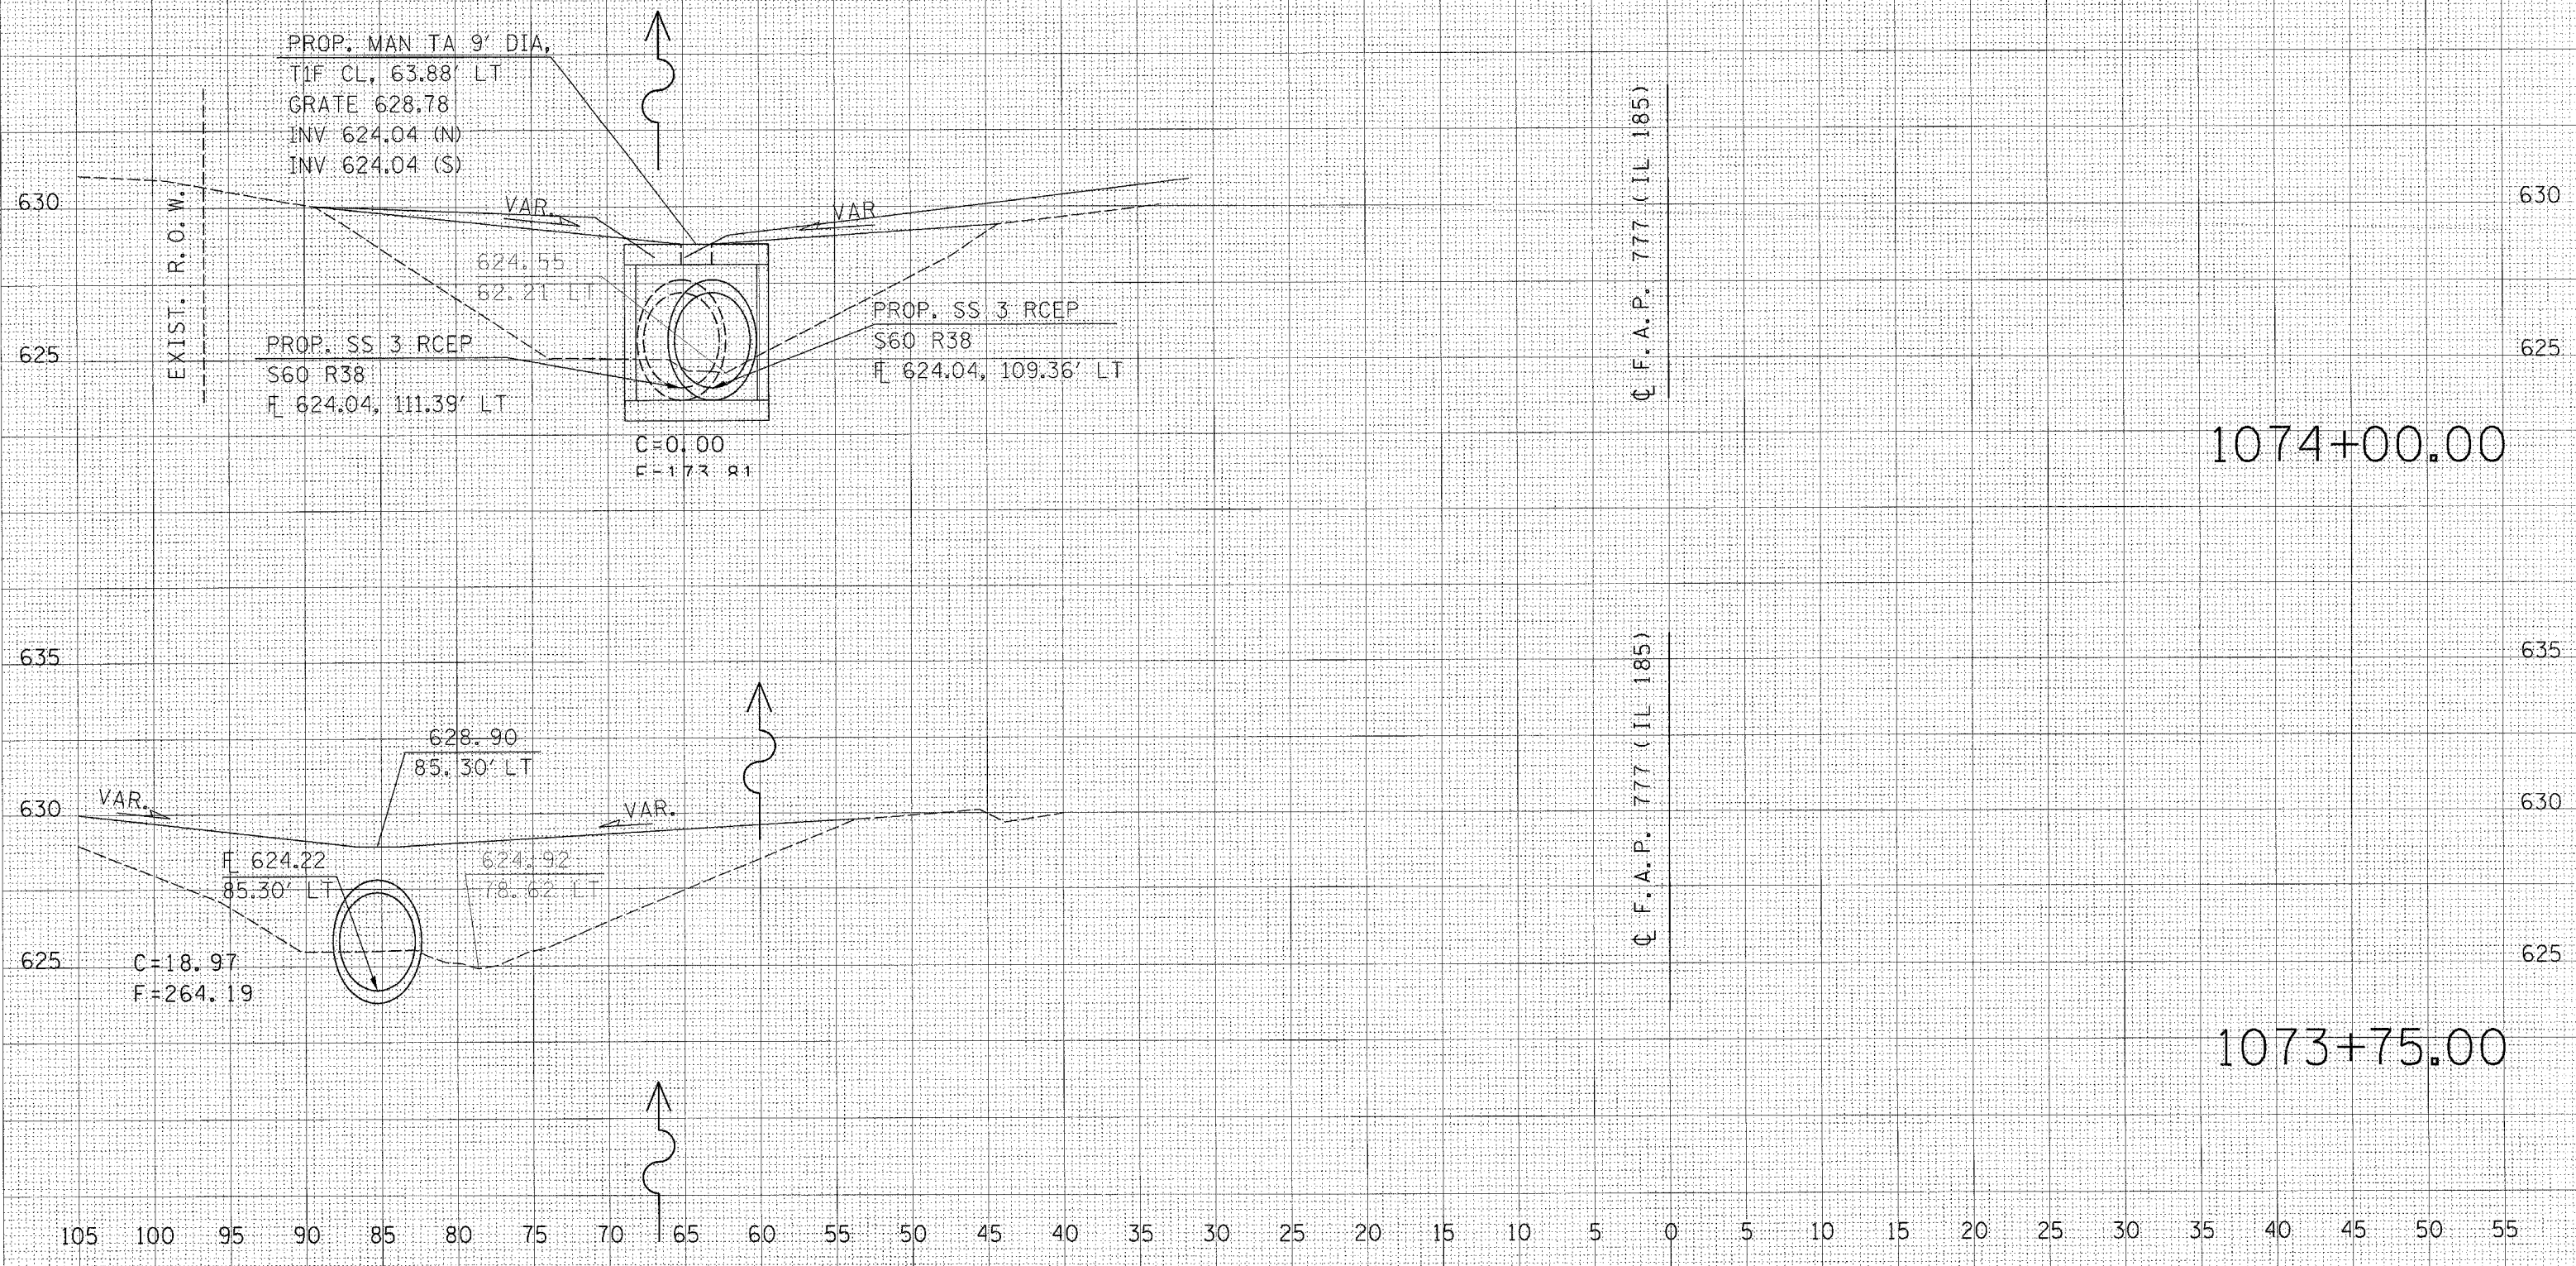 PROP. MAN TA 9' DIA,
T1F CL, 63.88' LT
GRATE 628.78
INV 624.04 (N)
INV 624.04 (S)
EXIST. R.O.W.
℄ F.A.P. 777 (IL 185)
630
630
VAR.
VAR
624.55
62.21 LT
PROP. SS 3 RCEP
S60 R38
FL 624.04, 109.36' LT
625
625
PROP. SS 3 RCEP
S60 R38
FL 624.04, 111.39' LT
C=0.00
F=173.81
1074+00.00
635
635
℄ F.A.P. 777 (IL 185)
628.90
85.30' LT
630
630
VAR.
VAR.
FL 624.22
85.30' LT
624.92
78.62 LT
625
625
C=18.97
F=264.19
1073+75.00
105 100 95 90 85 80 75 70 65 60 55 50 45 40 35 30 25 20 15 10 5 0 5 10 15 20 25 30 35 40 45 50 55